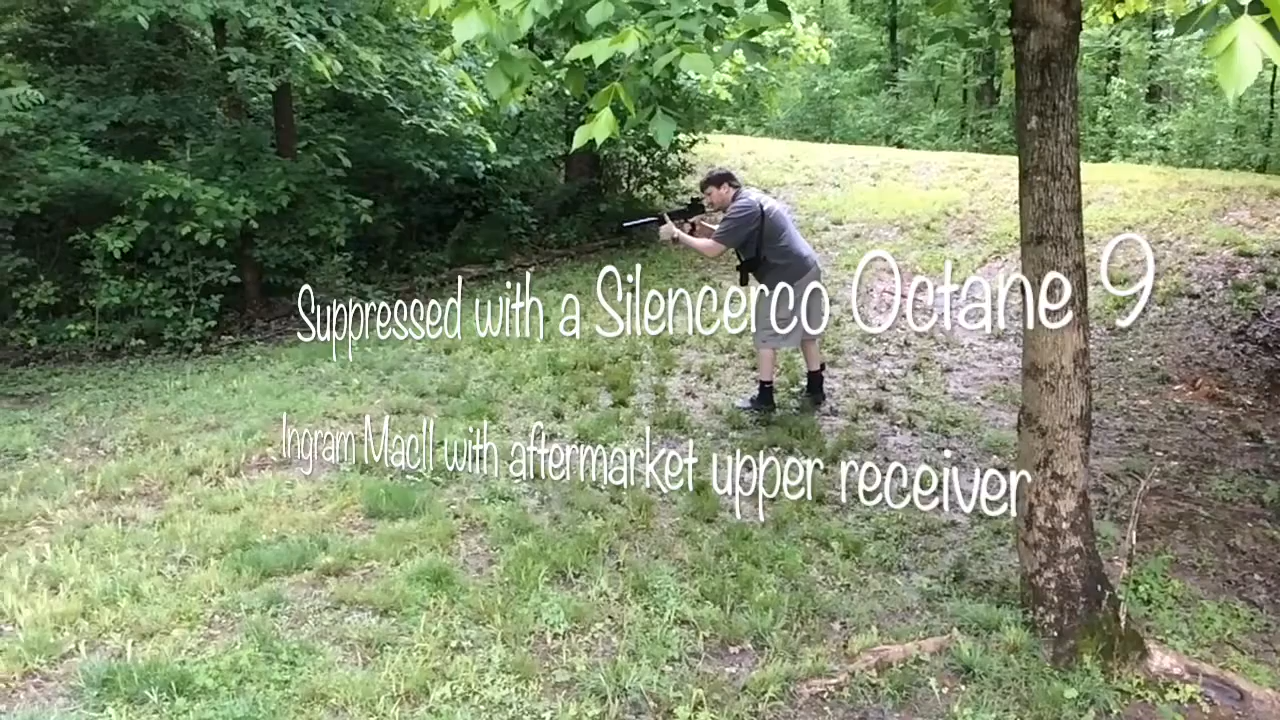 Suppressed with a Silencerco Octane 9
Ingram Mac11 with aftermarket upper receiver